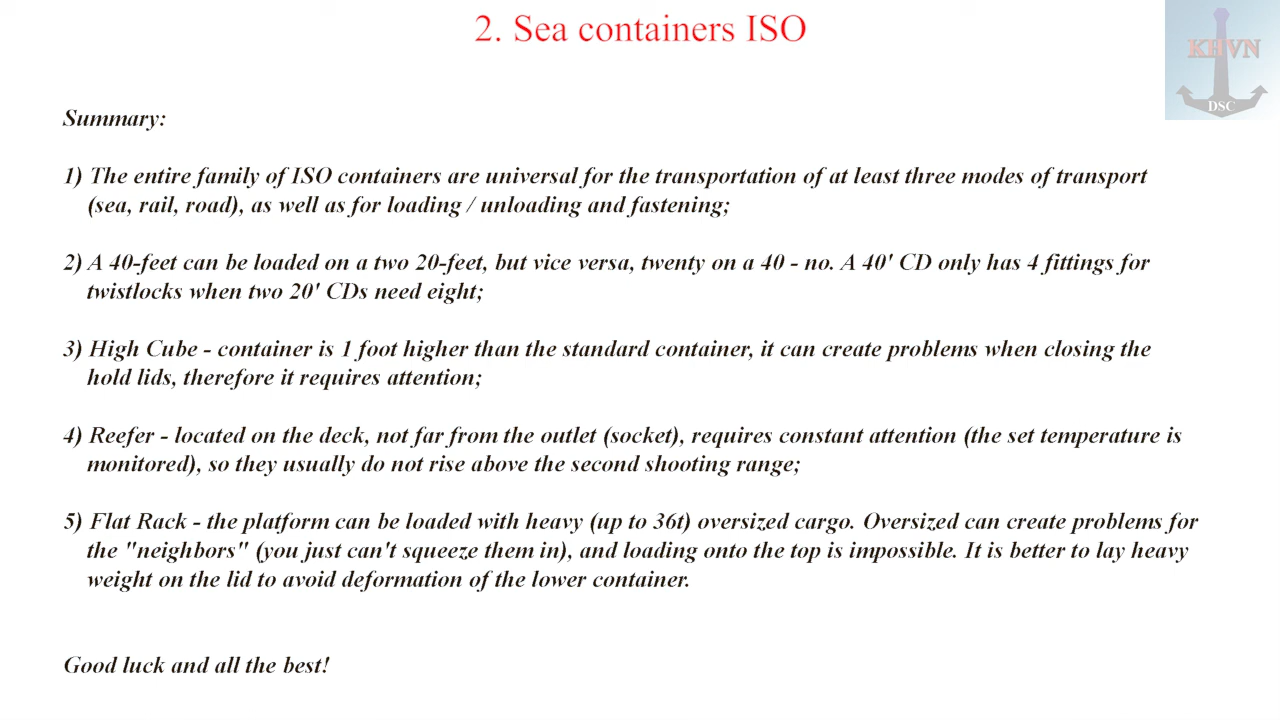 2. Sea containers ISO
KHVN
DSC
Summary:
1) The entire family of ISO containers are universal for the transportation of at least three modes of transport
(sea, rail, road), as well as for loading / unloading and fastening;
2) A 40-feet can be loaded on a two 20-feet, but vice versa, twenty on a 40 - no. A 40' CD only has 4 fittings for
twistlocks when two 20' CDs need eight;
3) High Cube - container is 1 foot higher than the standard container, it can create problems when closing the
hold lids, therefore it requires attention;
4) Reefer - located on the deck, not far from the outlet (socket), requires constant attention (the set temperature is
monitored), so they usually do not rise above the second shooting range;
5) Flat Rack - the platform can be loaded with heavy (up to 36t) oversized cargo. Oversized can create problems for
the "neighbors" (you just can't squeeze them in), and loading onto the top is impossible. It is better to lay heavy
weight on the lid to avoid deformation of the lower container.
Good luck and all the best!